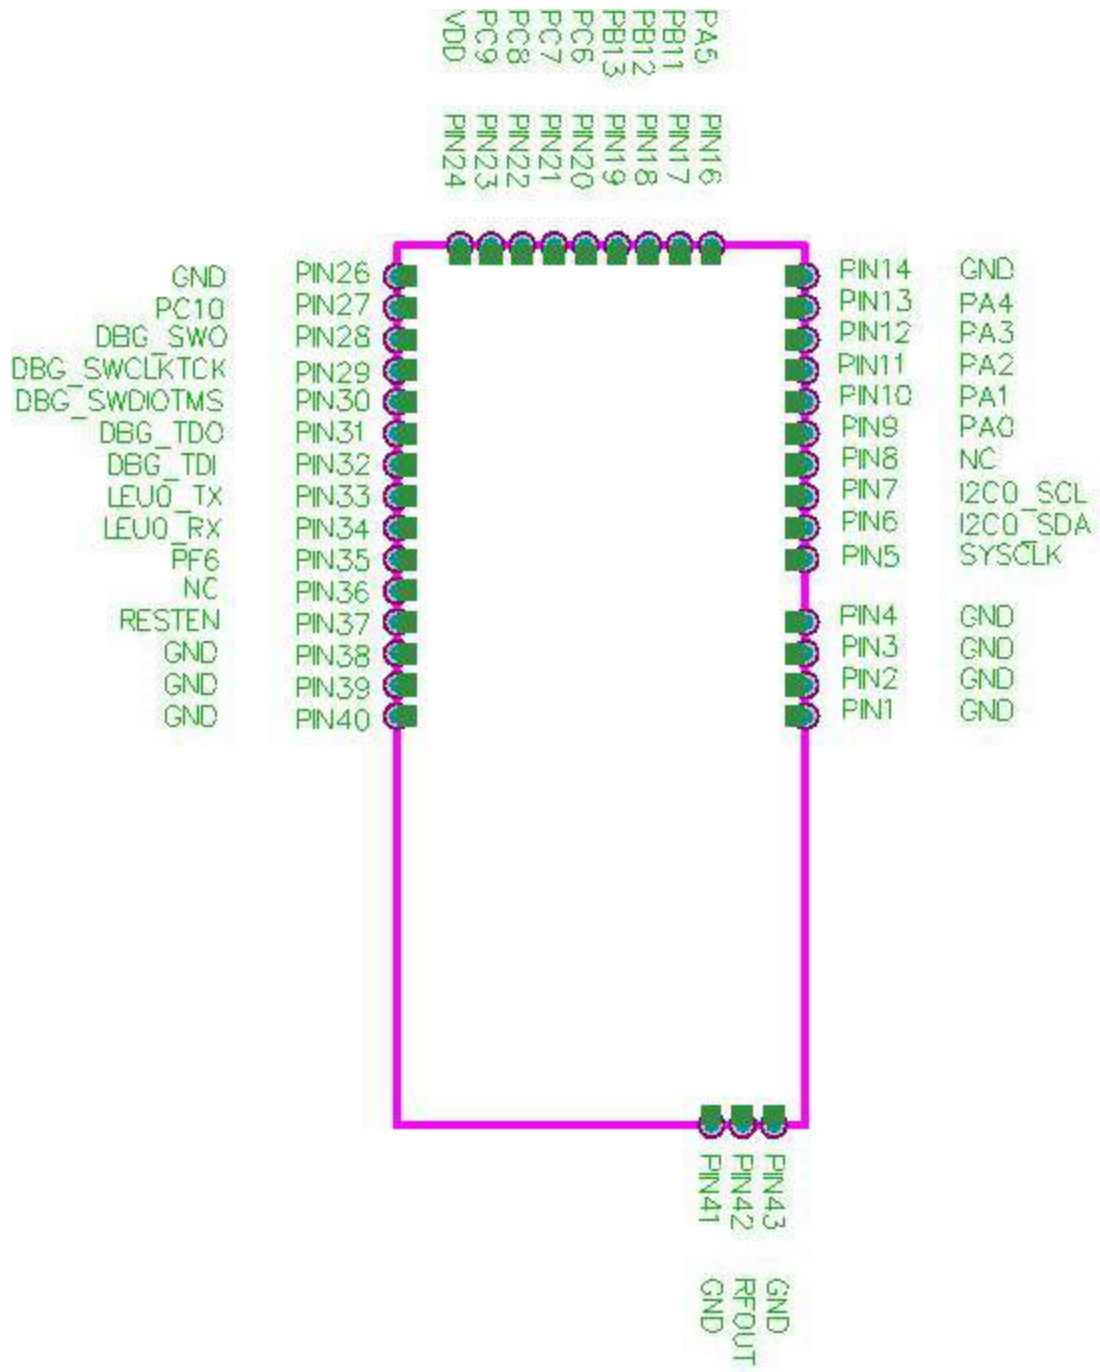 VDD PC9 PC8 PC7 PC6 PB13 PB12 PB11 PA5
PIN24 PIN23 PIN22 PIN21 PIN20 PIN19 PIN18 PIN17 PIN16
GND PIN26 PIN14 GND
PC10 PIN27 PIN13 PA4
DBG_SWO PIN28 PIN12 PA3
DBG_SWCLKTCK PIN29 PIN11 PA2
DBG_SWDIOTMS PIN30 PIN10 PA1
DBG_TDO PIN31 PIN9 PA0
DBG_TDI PIN32 PIN8 NC
LEU0_TX PIN33 PIN7 I2C0_SCL
LEU0_RX PIN34 PIN6 I2C0_SDA
PF6 PIN35 PIN5 SYSCLK
NC PIN36
RESTEN PIN37 PIN4 GND
GND PIN38 PIN3 GND
GND PIN39 PIN2 GND
GND PIN40 PIN1 GND
PIN41 PIN42 PIN43
GND RFOUT GND